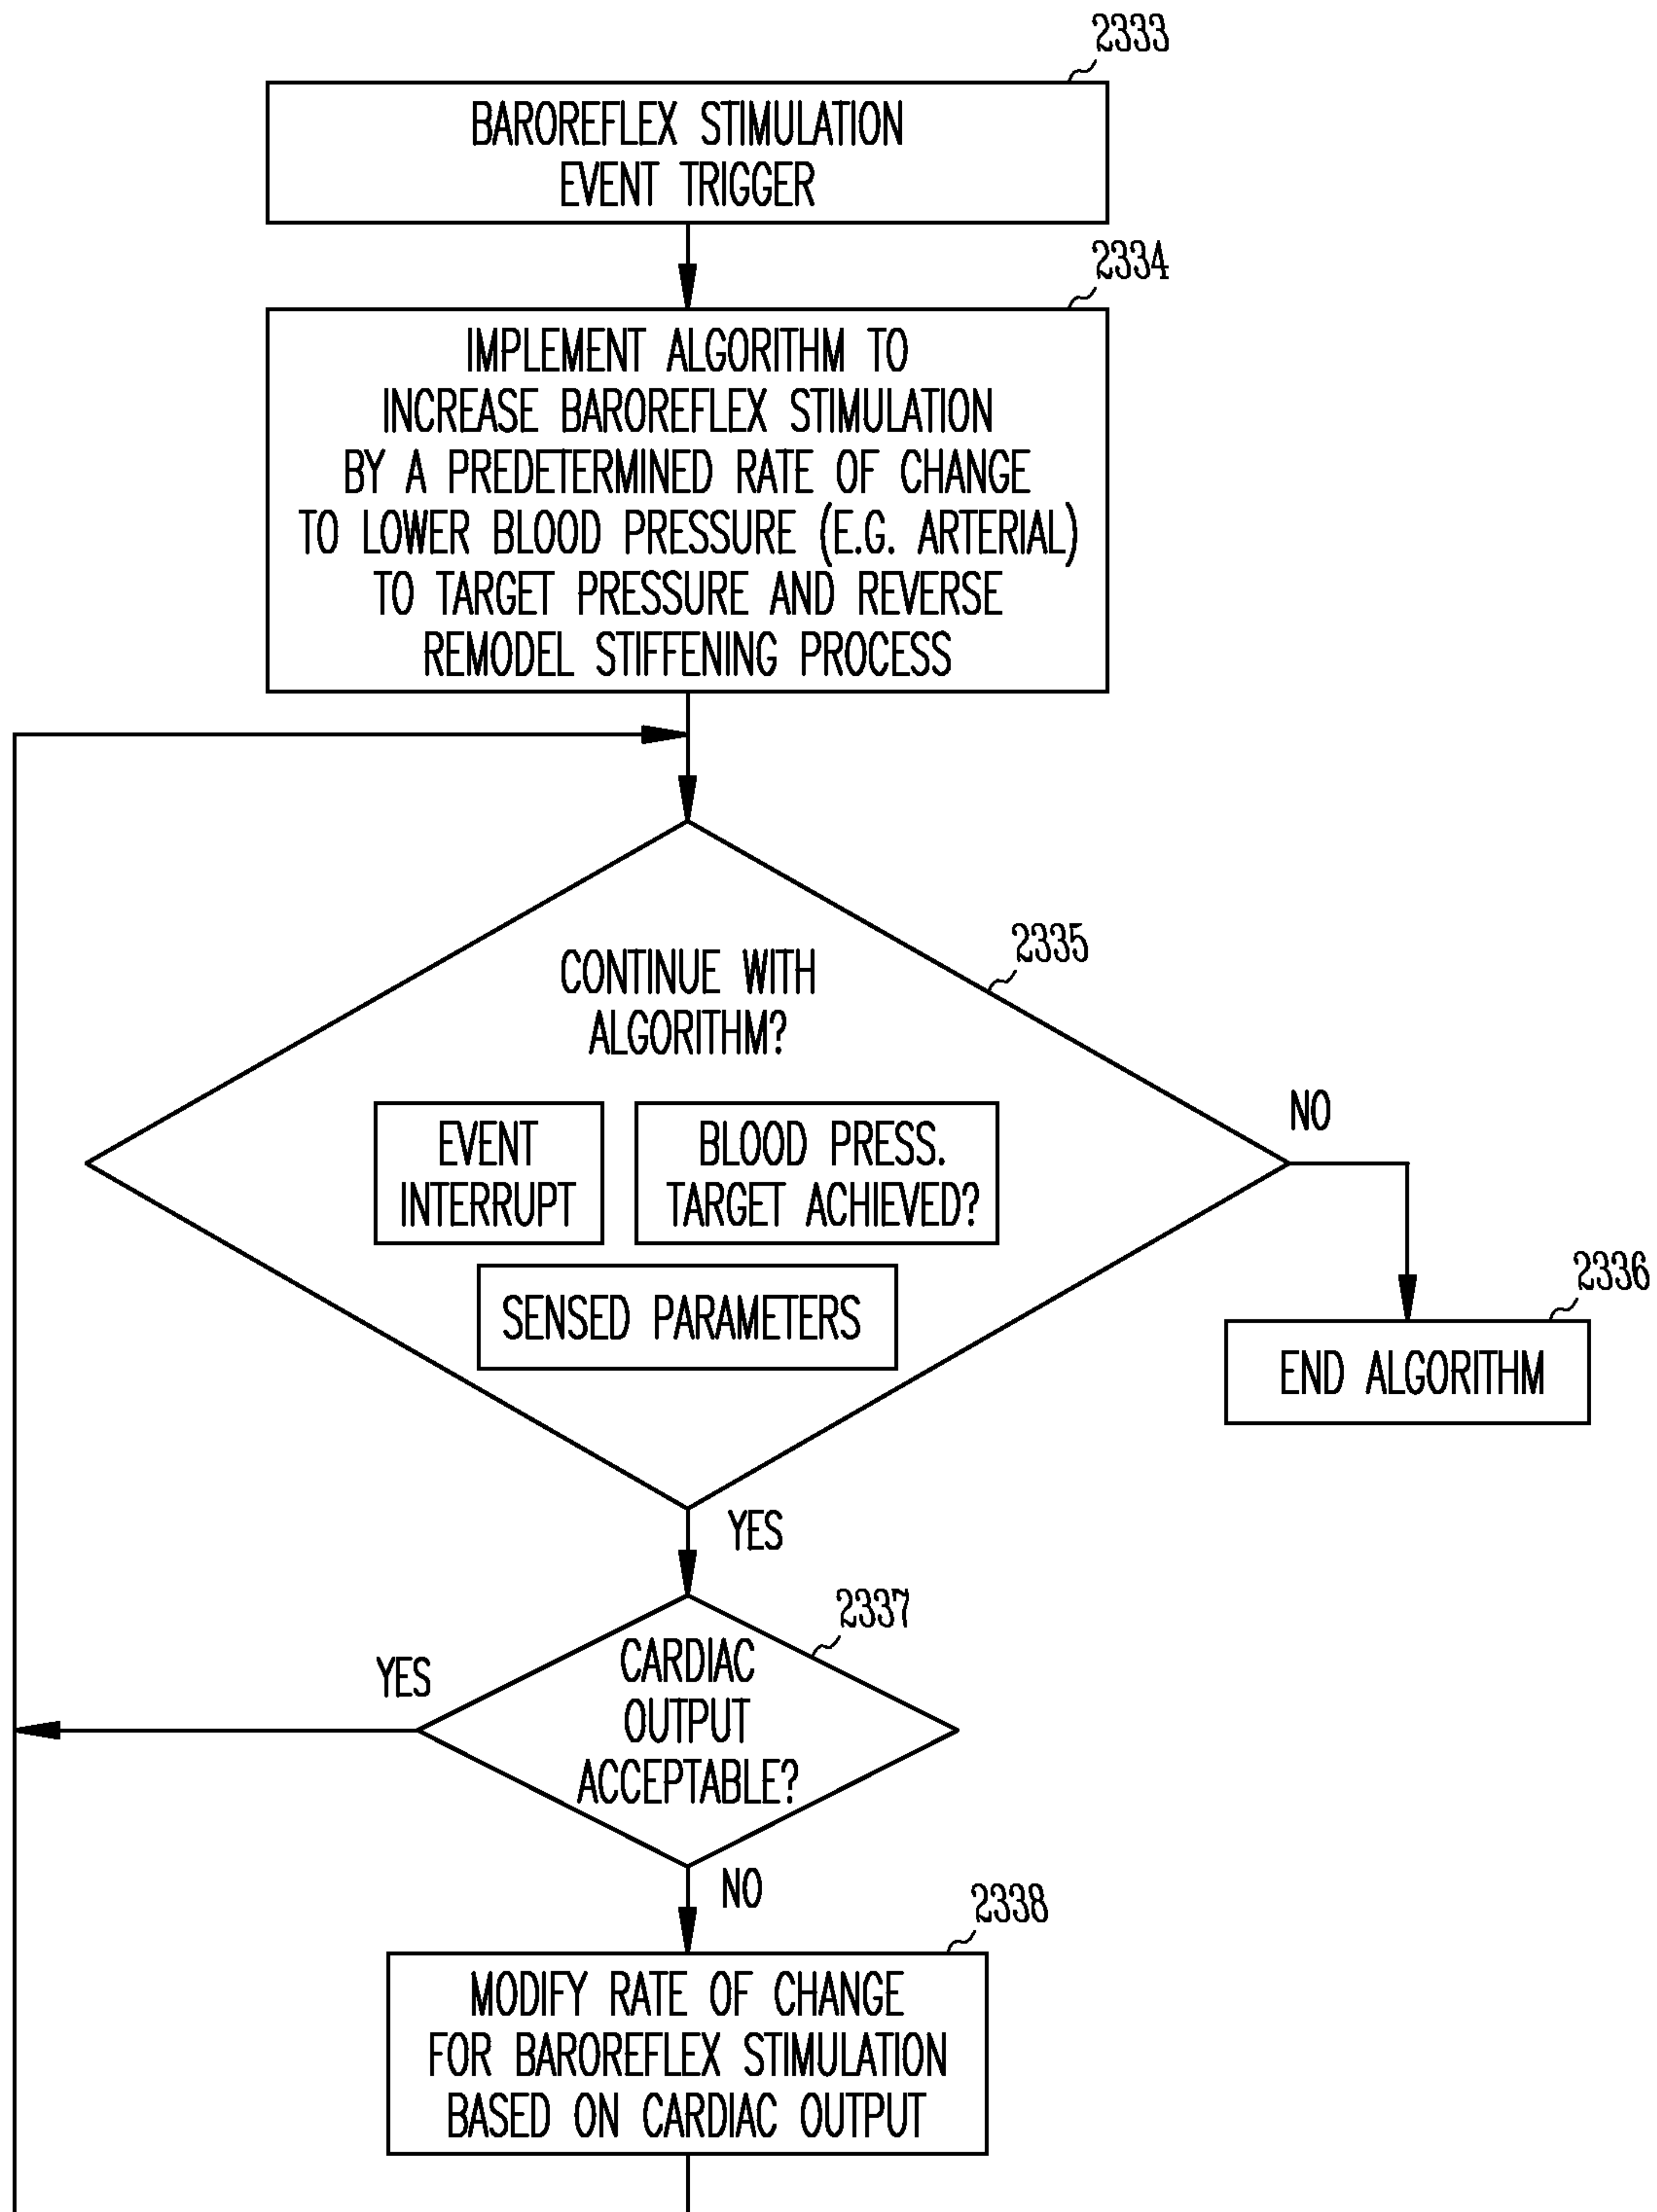 2333
BAROREFLEX STIMULATION
EVENT TRIGGER
2334
IMPLEMENT ALGORITHM TO
INCREASE BAROREFLEX STIMULATION
BY A PREDETERMINED RATE OF CHANGE
TO LOWER BLOOD PRESSURE (E.G. ARTERIAL)
TO TARGET PRESSURE AND REVERSE
REMODEL STIFFENING PROCESS
2335
CONTINUE WITH
ALGORITHM?
EVENT
INTERRUPT
BLOOD PRESS.
TARGET ACHIEVED?
SENSED PARAMETERS
NO
2336
END ALGORITHM
YES
2337
CARDIAC
OUTPUT
ACCEPTABLE?
YES
NO
2338
MODIFY RATE OF CHANGE
FOR BAROREFLEX STIMULATION
BASED ON CARDIAC OUTPUT